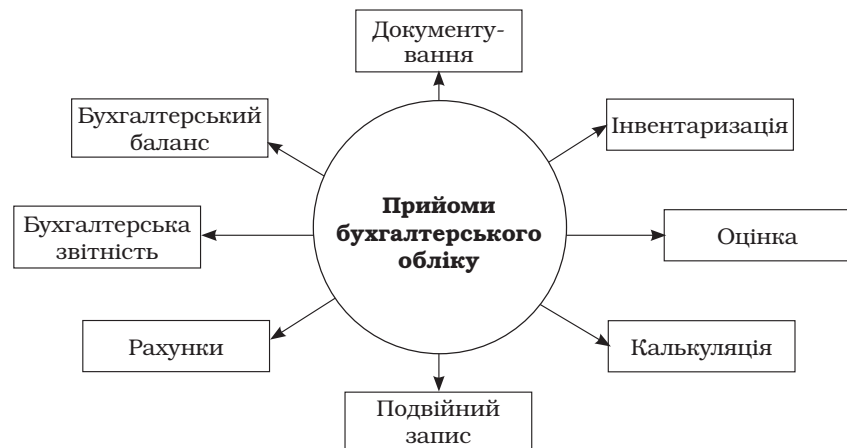 Документу-
вання
Бухгалтерський
баланс
Інвентаризація
Прийоми
бухгалтерського
обліку
Бухгалтерська
звітність
Оцінка
Рахунки
Калькуляція
Подвійний
запис